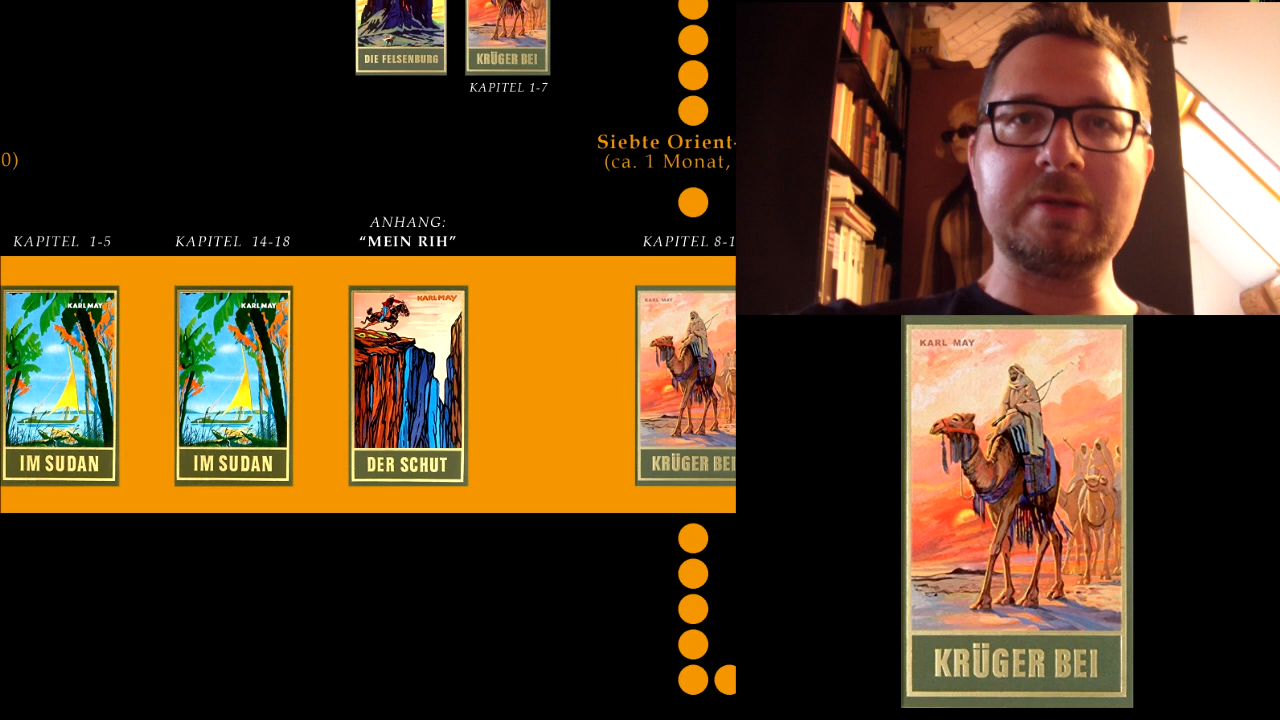 DIE FELSENBURG
KRÜGER BEI
KAPITEL 1-7
0)
Siebte Orient-
(ca. 1 Monat,
KAPITEL 1-5
KAPITEL 14-18
ANHANG:
“MEIN RIH”
KAPITEL 8-1
KARL MAY
IM SUDAN
KARL MAY
IM SUDAN
KARL MAY
DER SCHUT
KARL MAY
KRÜGER BEI
KARL MAY
KRÜGER BEI